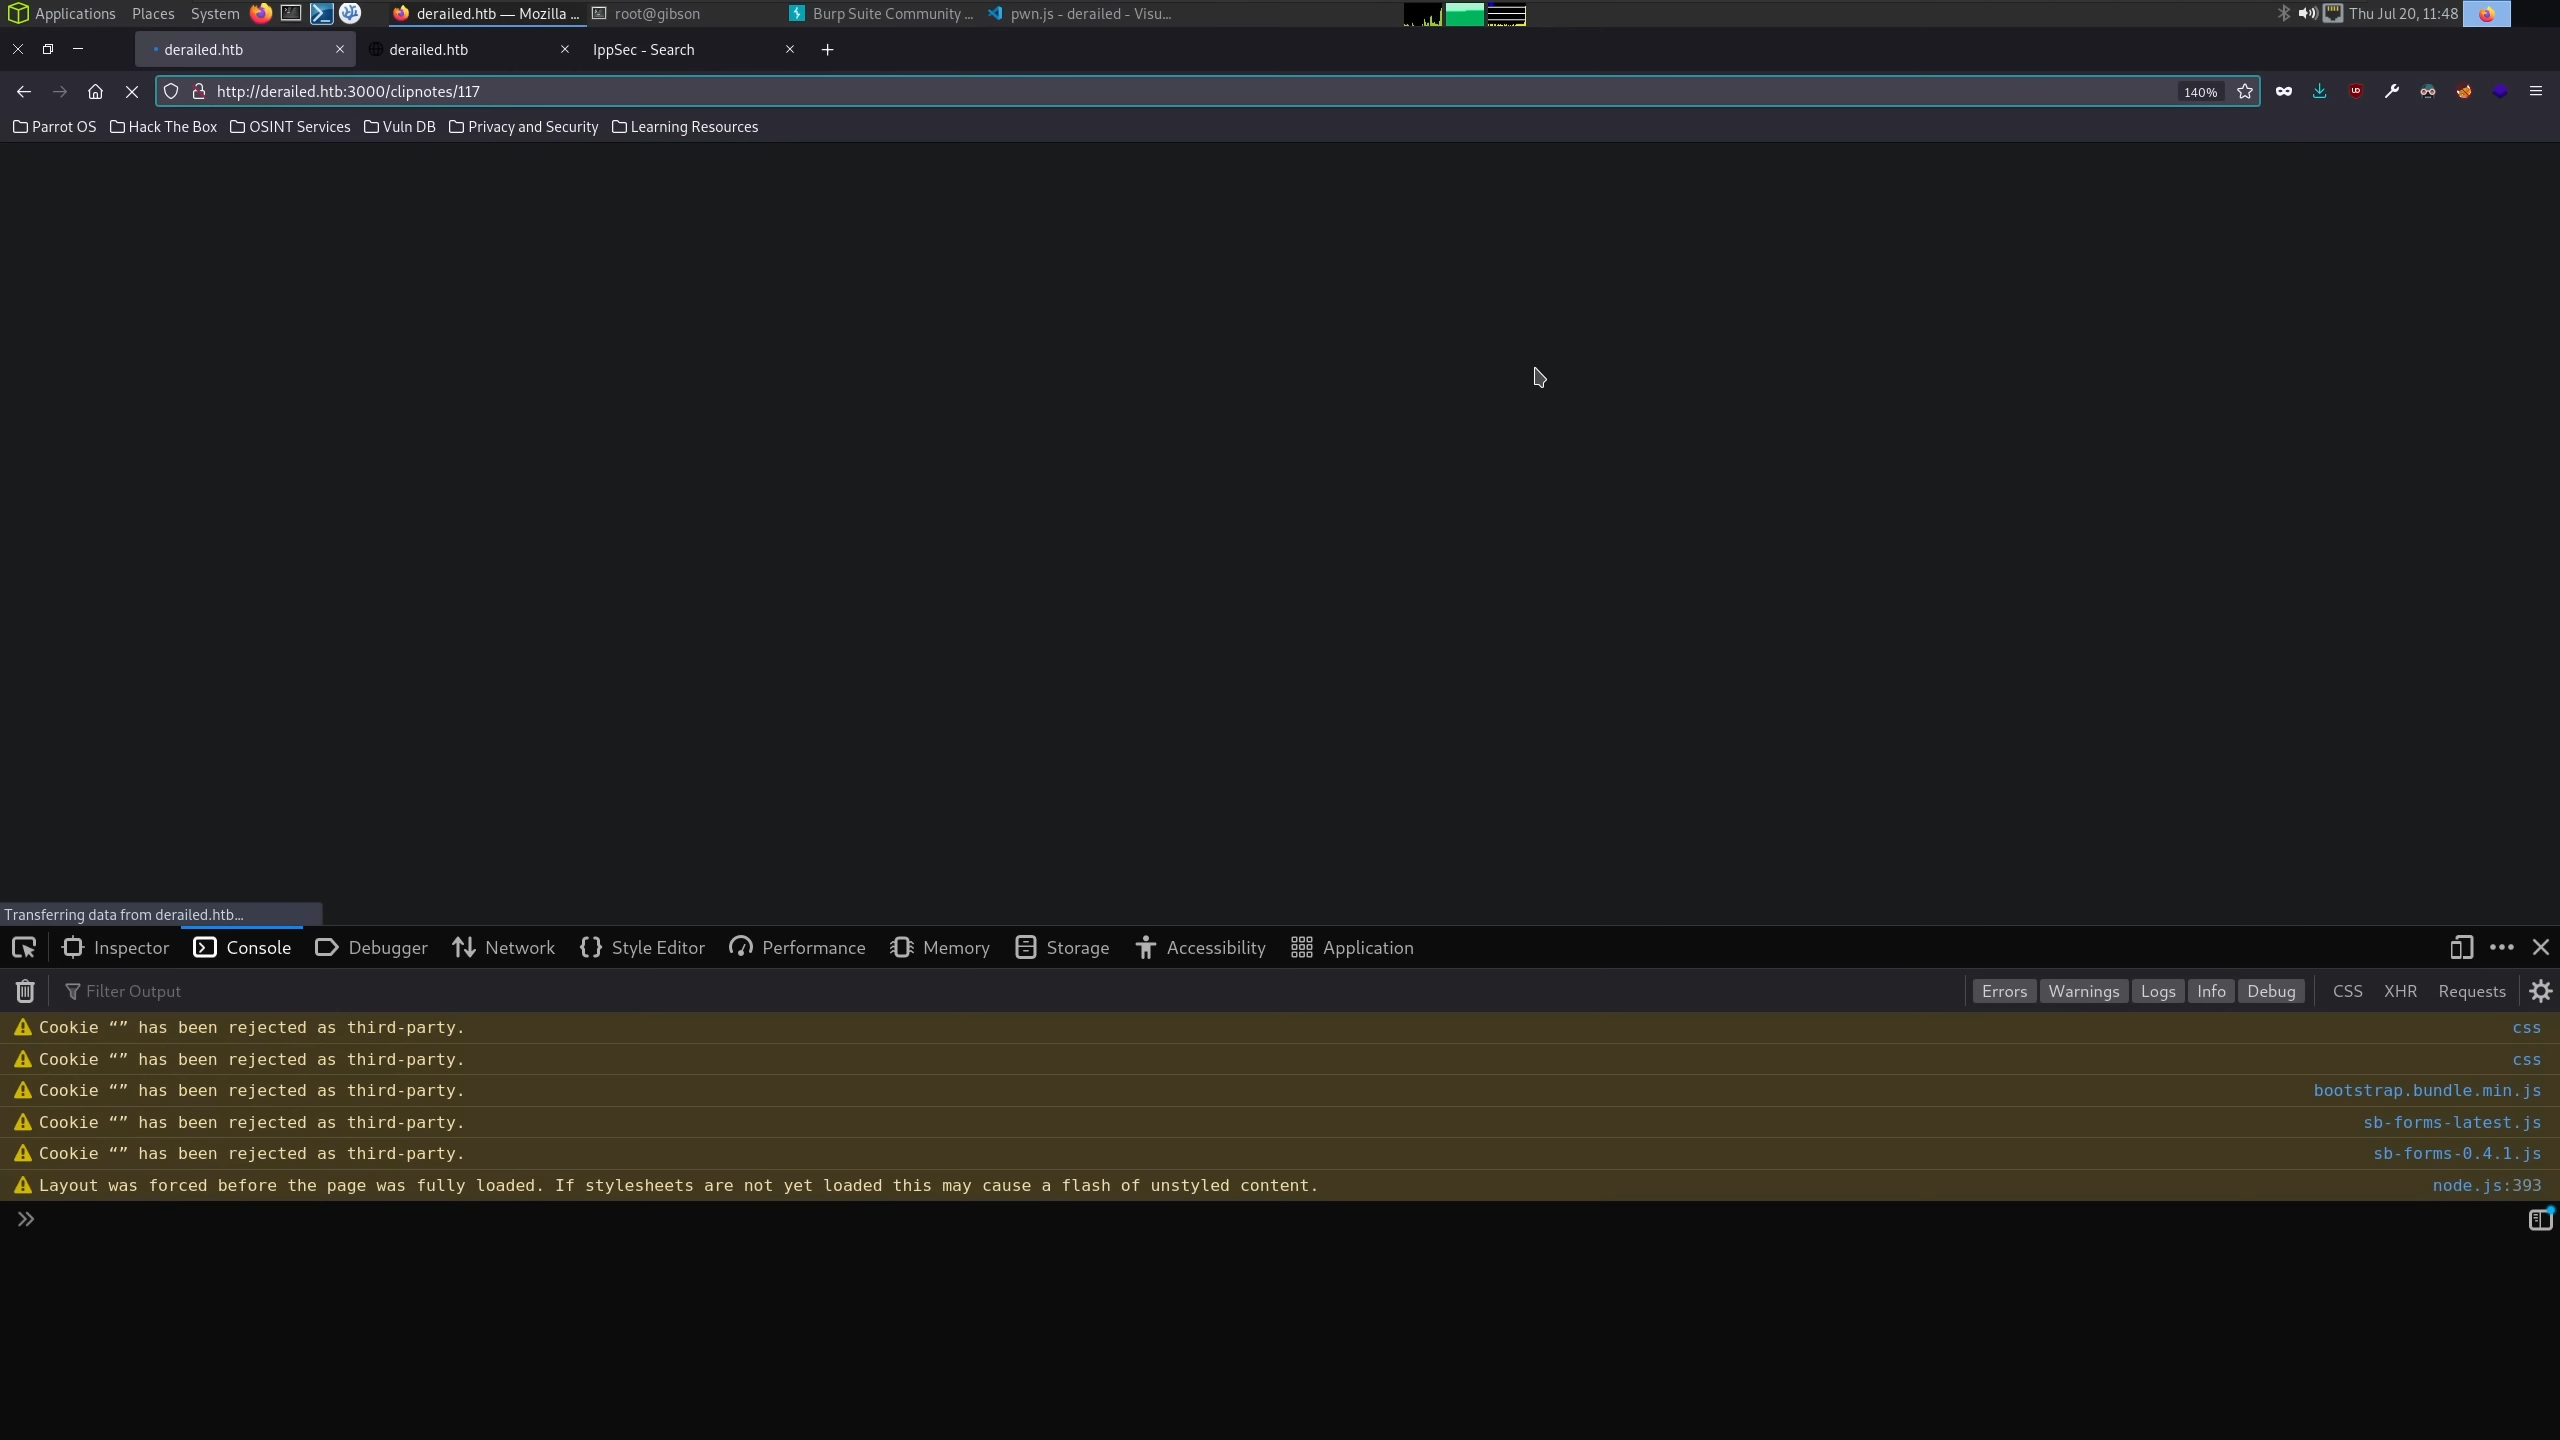 Applications Places System derailed.htb — Mozilla ... root@gibson Burp Suite Community ... pwn.js - derailed - Visu... Thu Jul 20, 11:48
derailed.htb derailed.htb IppSec - Search
http://derailed.htb:3000/clipnotes/117 140%
Parrot OS Hack The Box OSINT Services Vuln DB Privacy and Security Learning Resources
Transferring data from derailed.htb…
Inspector Console Debugger Network Style Editor Performance Memory Storage Accessibility Application
Filter Output Errors Warnings Logs Info Debug CSS XHR Requests
Cookie “” has been rejected as third-party. css
Cookie “” has been rejected as third-party. css
Cookie “” has been rejected as third-party. bootstrap.bundle.min.js
Cookie “” has been rejected as third-party. sb-forms-latest.js
Cookie “” has been rejected as third-party. sb-forms-0.4.1.js
Layout was forced before the page was fully loaded. If stylesheets are not yet loaded this may cause a flash of unstyled content. node.js:393